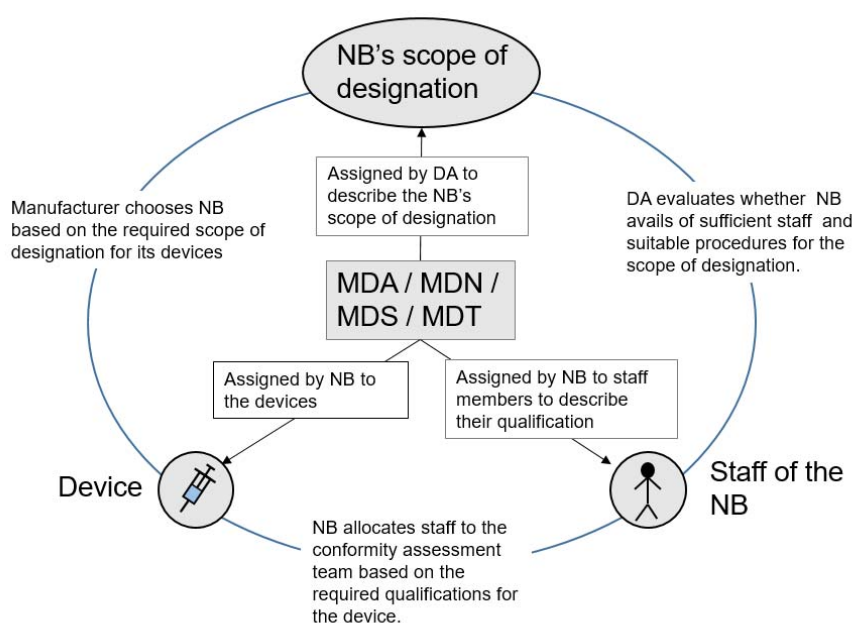 NB's scope of
designation
Assigned by DA to
describe the NB's
scope of designation
Manufacturer chooses NB
based on the required scope of
designation for its devices
DA evaluates whether NB
avails of sufficient staff and
suitable procedures for the
scope of designation.
MDA / MDN /
MDS / MDT
Assigned by NB to
the devices
Assigned by NB to staff
members to describe
their qualification
Device
Staff of the
NB
NB allocates staff to the
conformity assessment
team based on the
required qualifications for
the device.